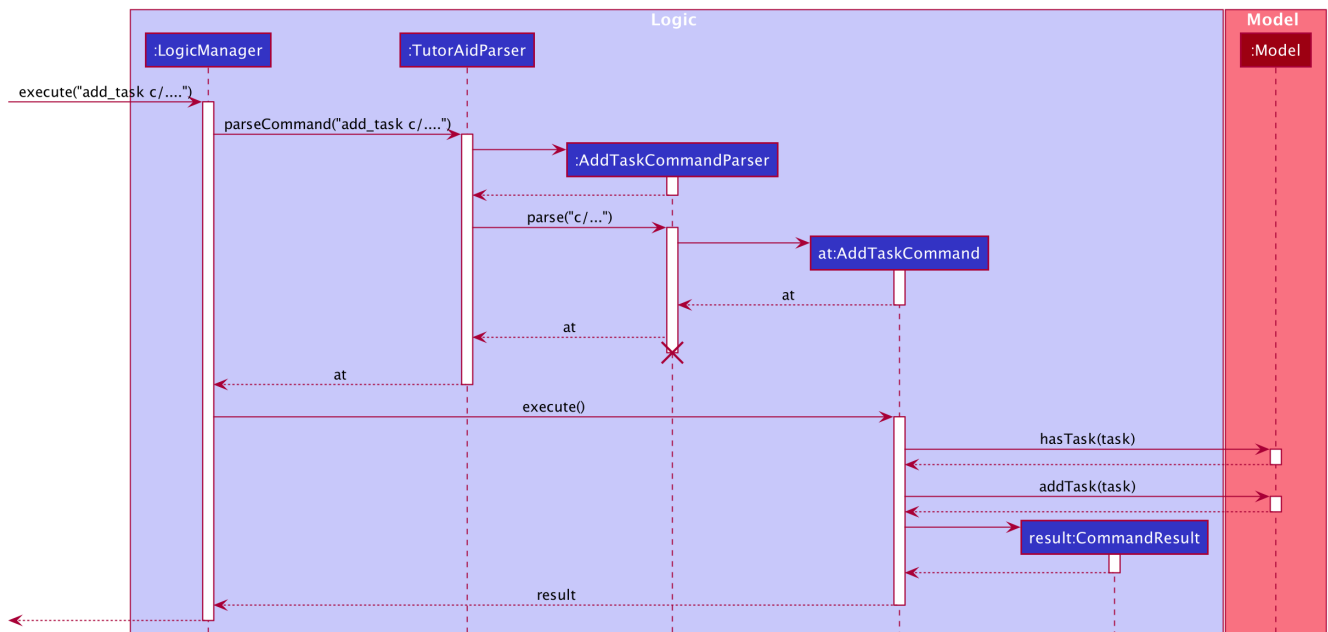 Logic
Model
:LogicManager
:TutorAidParser
:Model
execute("add_task c/....")
parseCommand("add_task c/....")
:AddTaskCommandParser
parse("c/...")
at:AddTaskCommand
at
at
at
execute()
hasTask(task)
addTask(task)
result:CommandResult
result